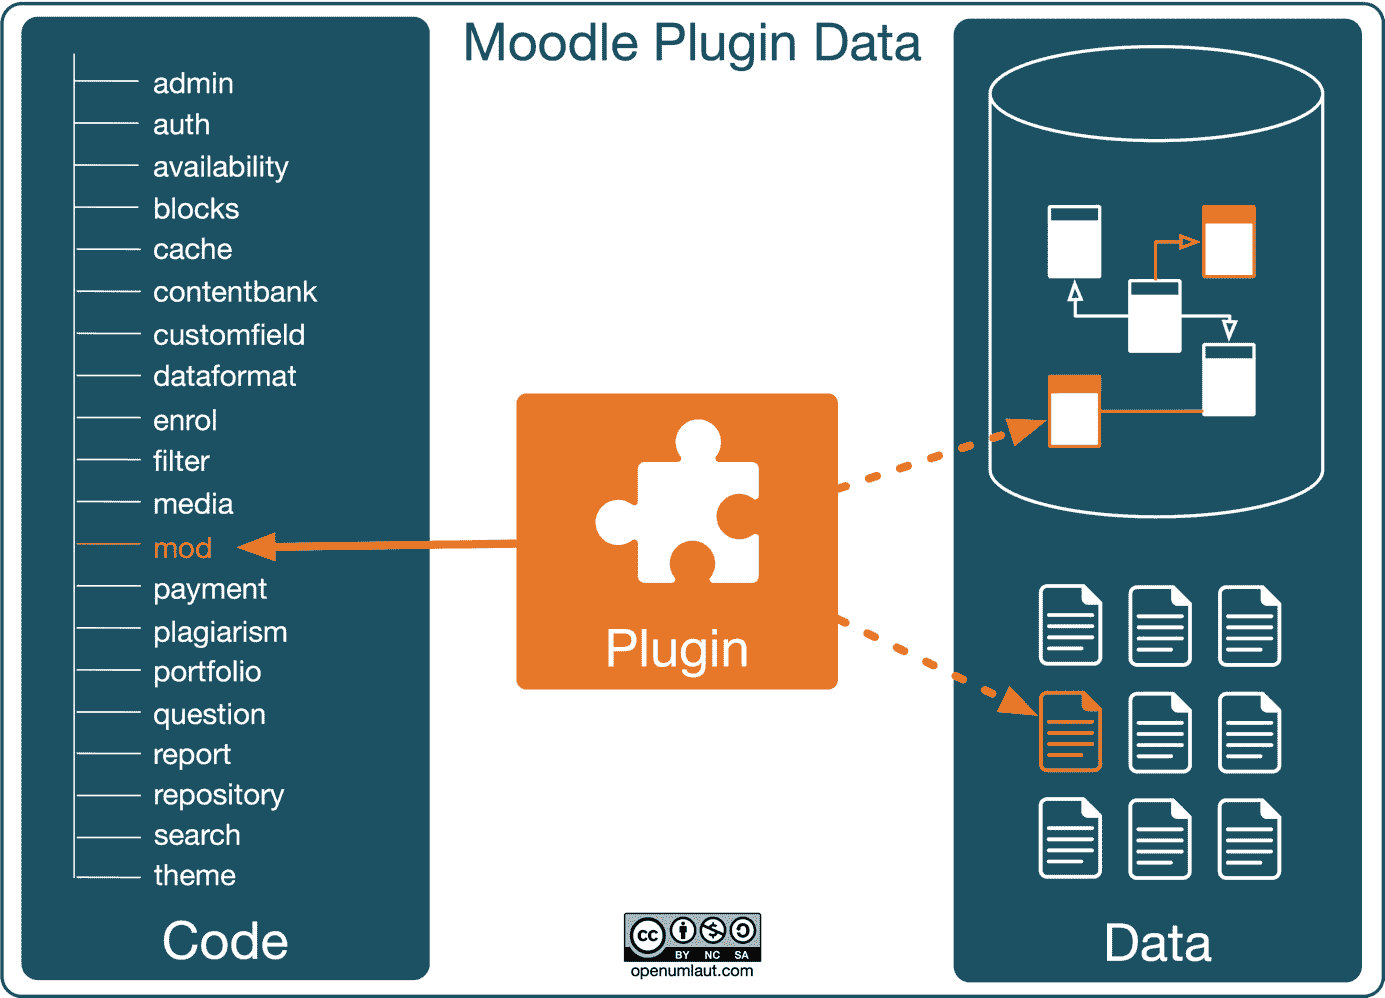 Moodle Plugin Data
admin
auth
availability
blocks
cache
contentbank
customfield
dataformat
enrol
filter
media
mod
payment
plagiarism
portfolio
question
report
repository
search
theme
Code
Plugin
cc
BY NC SA
openumlaut.com
Data